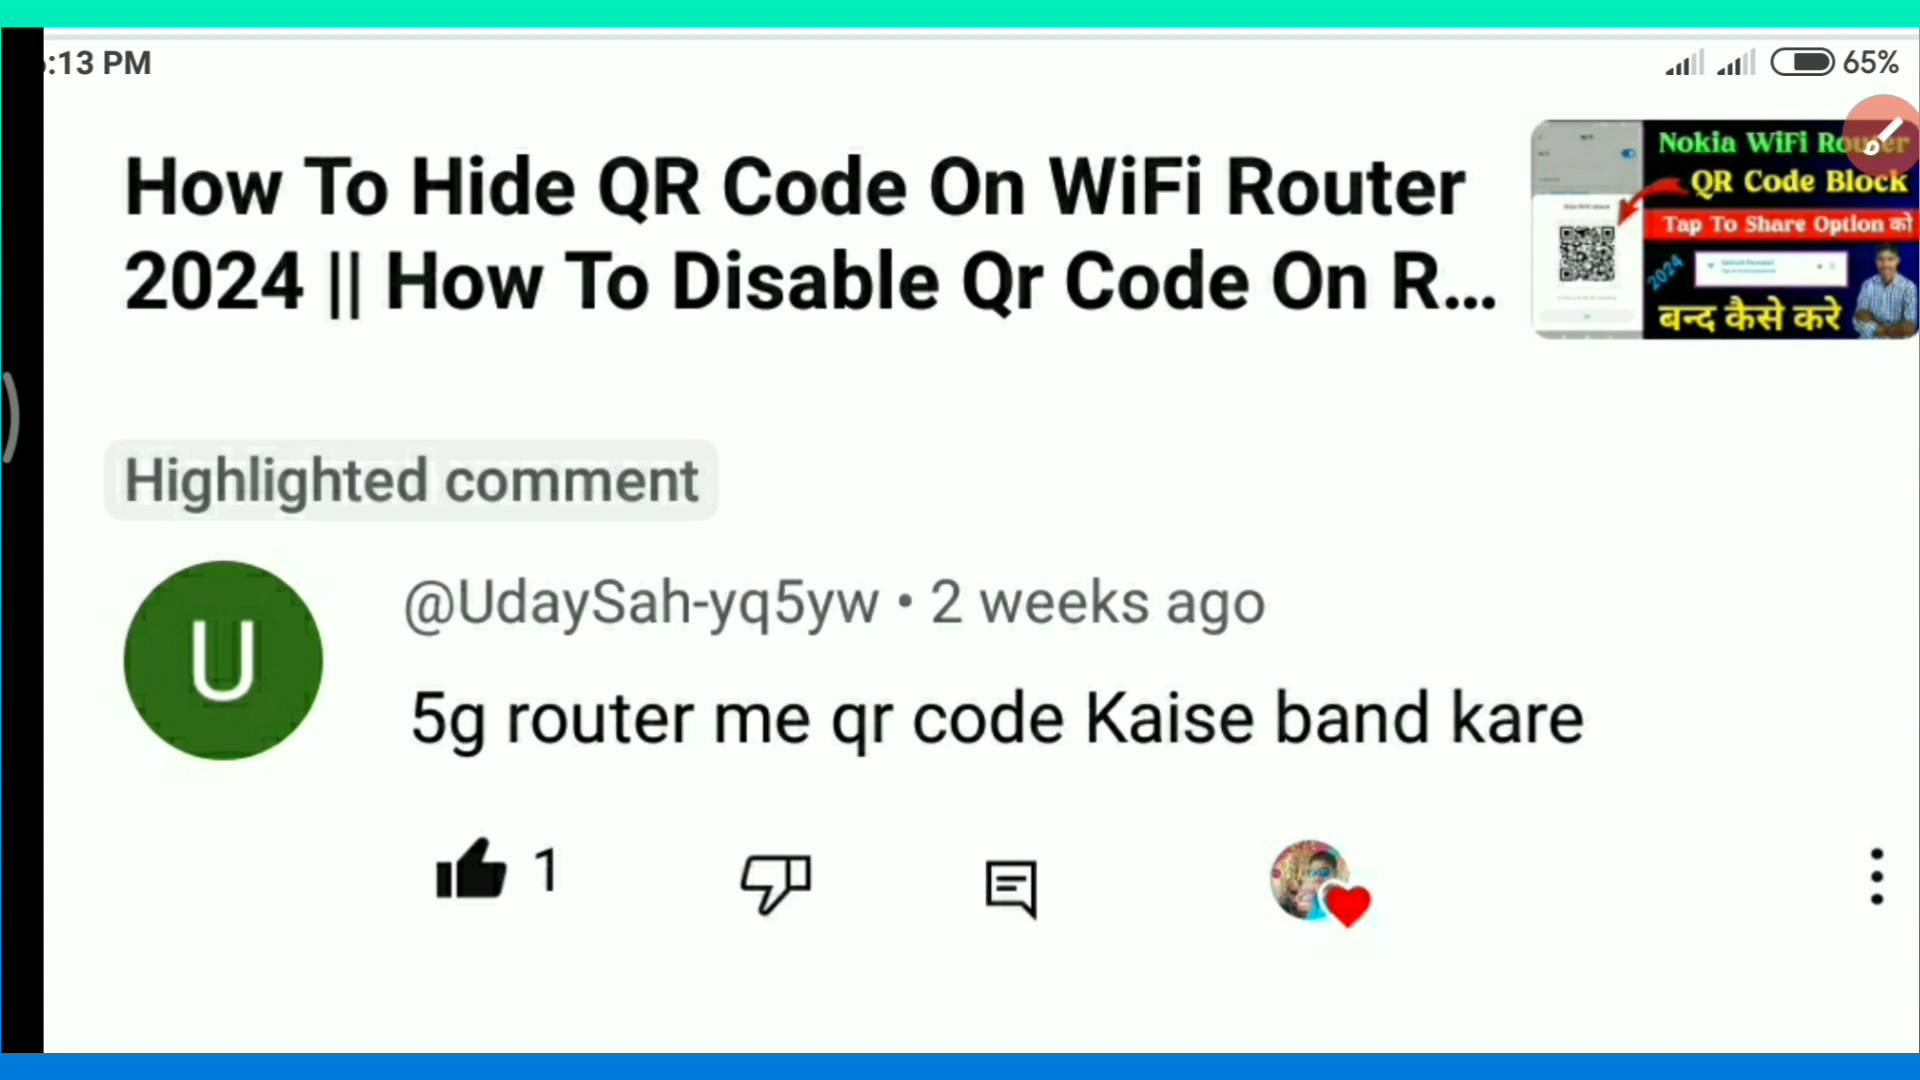 :13 PM
65%
How To Hide QR Code On WiFi Router
2024 || How To Disable Qr Code On R...
Nokia WiFi Router
QR Code Block
Tap To Share Option को
2024
बन्द कैसे करे
Highlighted comment
U
@UdaySah-yq5yw • 2 weeks ago
5g router me qr code Kaise band kare
1